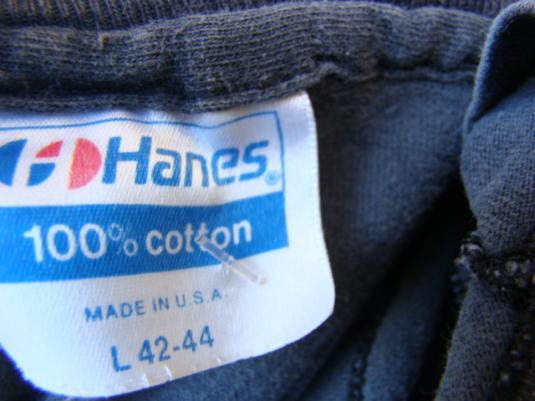 Hanes®
100% cotton
MADE IN U.S.A.
L 42-44